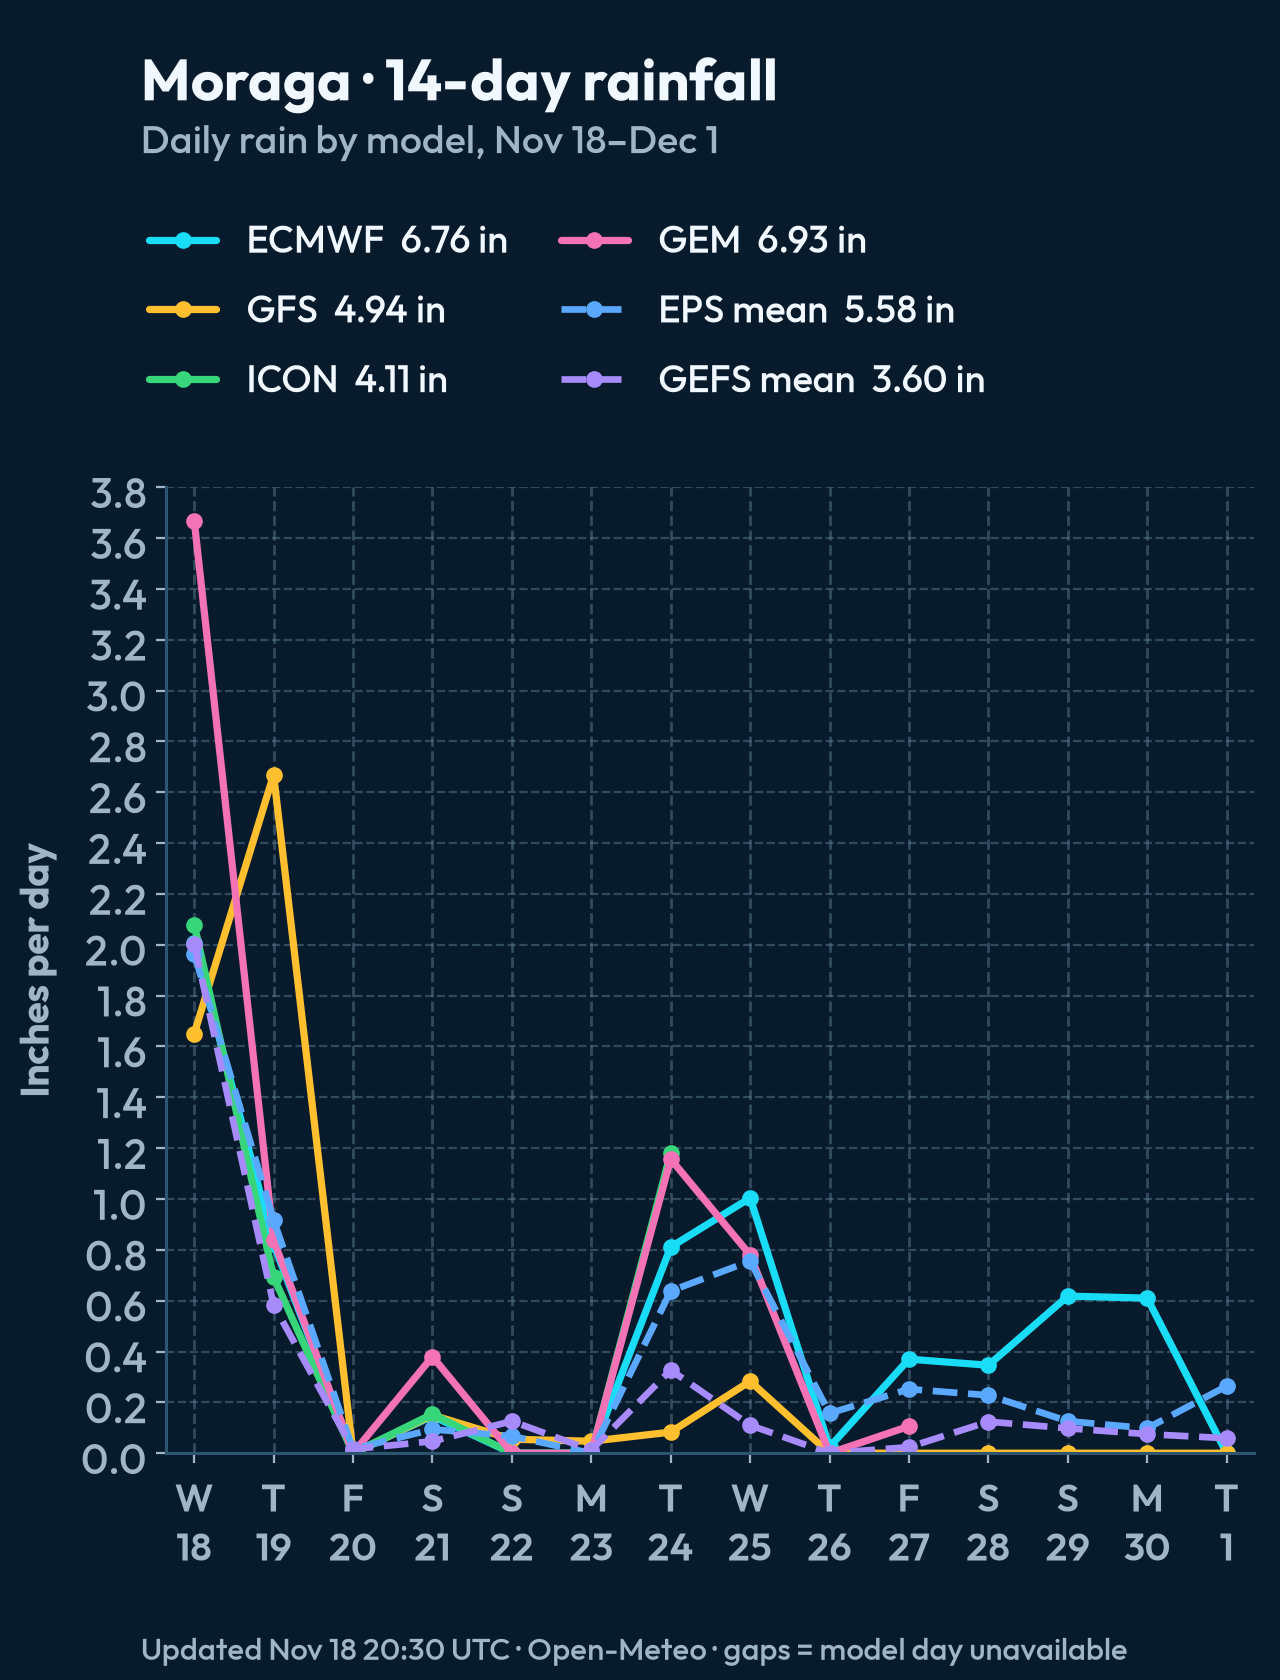 Moraga · 14-day rainfall
Daily rain by model, Nov 18–Dec 1
ECMWF 6.76 in
GEM 6.93 in
GFS 4.94 in
EPS mean 5.58 in
ICON 4.11 in
GEFS mean 3.60 in
Inches per day
3.8
3.6
3.4
3.2
3.0
2.8
2.6
2.4
2.2
2.0
1.8
1.6
1.4
1.2
1.0
0.8
0.6
0.4
0.2
0.0
W T F S S M T W T F S S M T
18 19 20 21 22 23 24 25 26 27 28 29 30 1
Updated Nov 18 20:30 UTC · Open-Meteo · gaps = model day unavailable